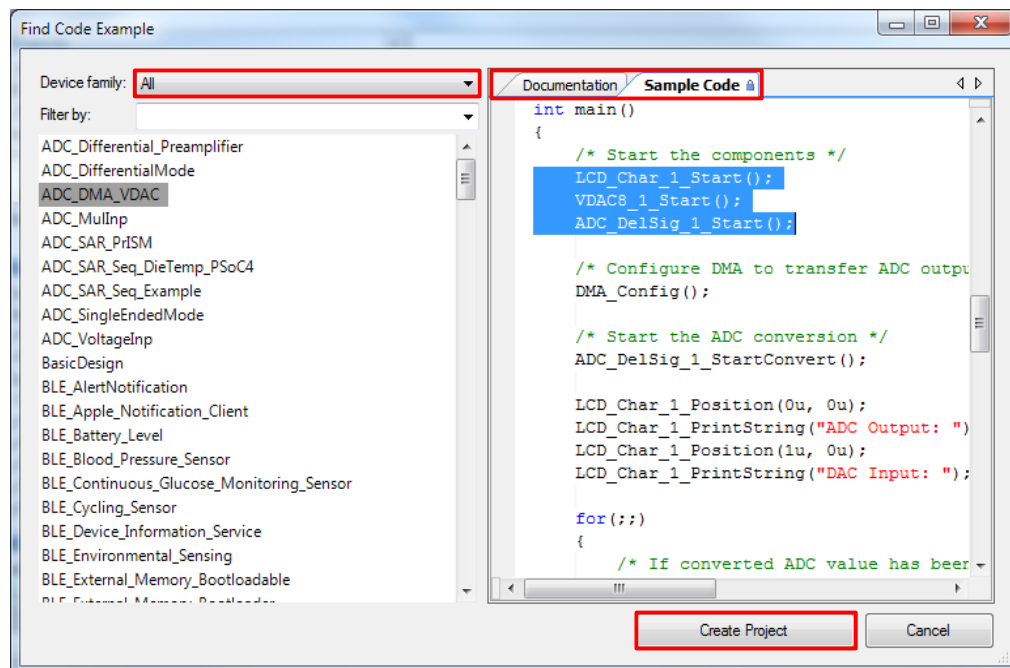 Find Code Example
Device family: All
Filter by:
ADC_Differential_Preamplifier
ADC_DifferentialMode
ADC_DMA_VDAC
ADC_MulInp
ADC_SAR_PrISM
ADC_SAR_Seq_DieTemp_PSoC4
ADC_SAR_Seq_Example
ADC_SingleEndedMode
ADC_VoltageInp
BasicDesign
BLE_AlertNotification
BLE_Apple_Notification_Client
BLE_Battery_Level
BLE_Blood_Pressure_Sensor
BLE_Continuous_Glucose_Monitoring_Sensor
BLE_Cycling_Sensor
BLE_Device_Information_Service
BLE_Environmental_Sensing
BLE_External_Memory_Bootloadable
BLE_External_Memory_Bootloader
Documentation Sample Code
int main()
{
/* Start the components */
LCD_Char_1_Start();
VDAC8_1_Start();
ADC_DelSig_1_Start();
/* Configure DMA to transfer ADC outpu
DMA_Config();
/* Start the ADC conversion */
ADC_DelSig_1_StartConvert();
LCD_Char_1_Position(0u, 0u);
LCD_Char_1_PrintString("ADC Output: ")
LCD_Char_1_Position(1u, 0u);
LCD_Char_1_PrintString("DAC Input: ");
for(;;)
{
/* If converted ADC value has been
Create Project
Cancel